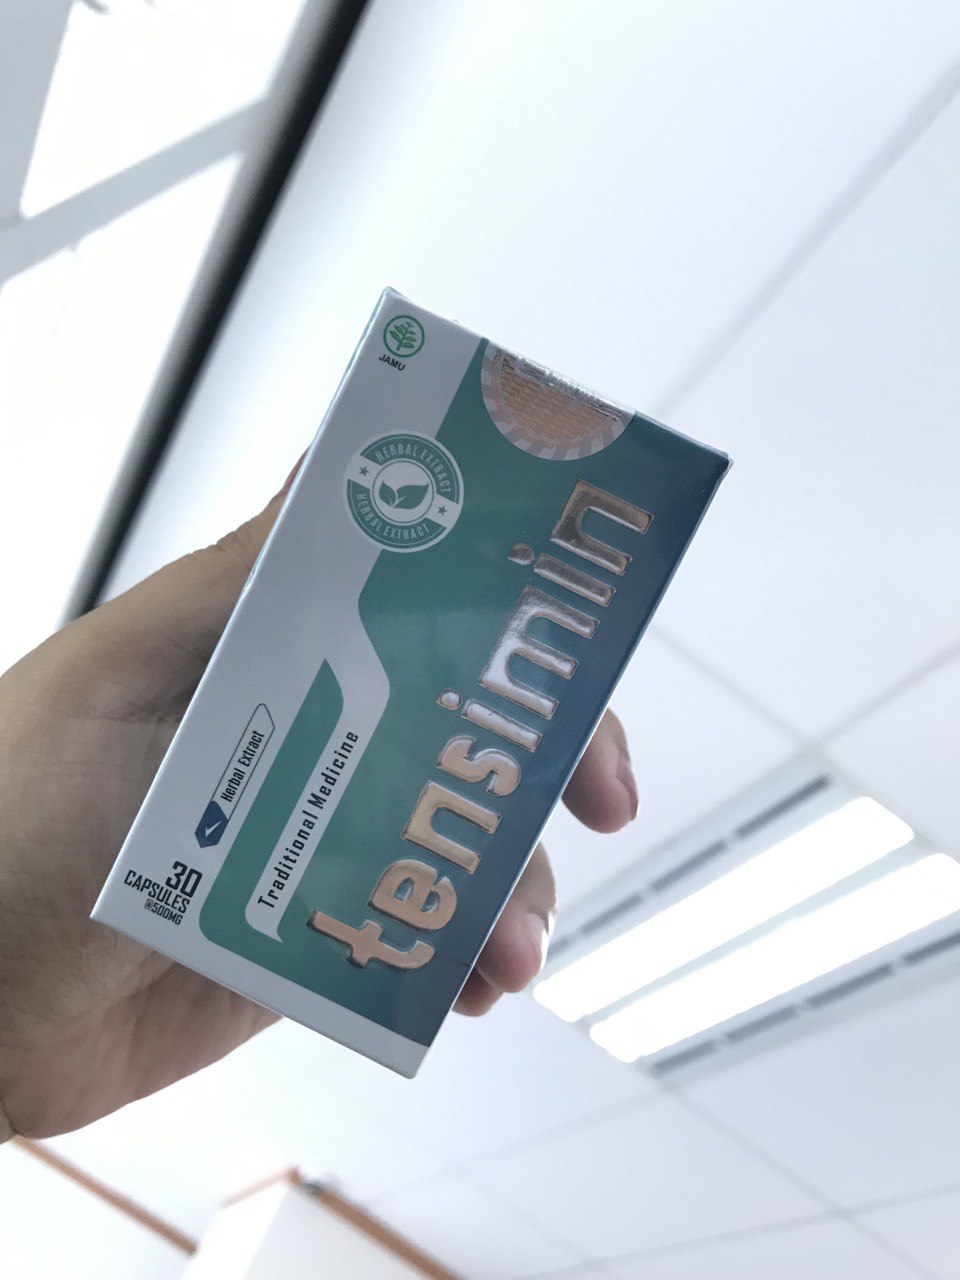 JAMU
HERBAL EXTRACT
HERBAL EXTRACT
tensimin
Traditional Medicine
Herbal Extract
30
CAPSULES
@500MG